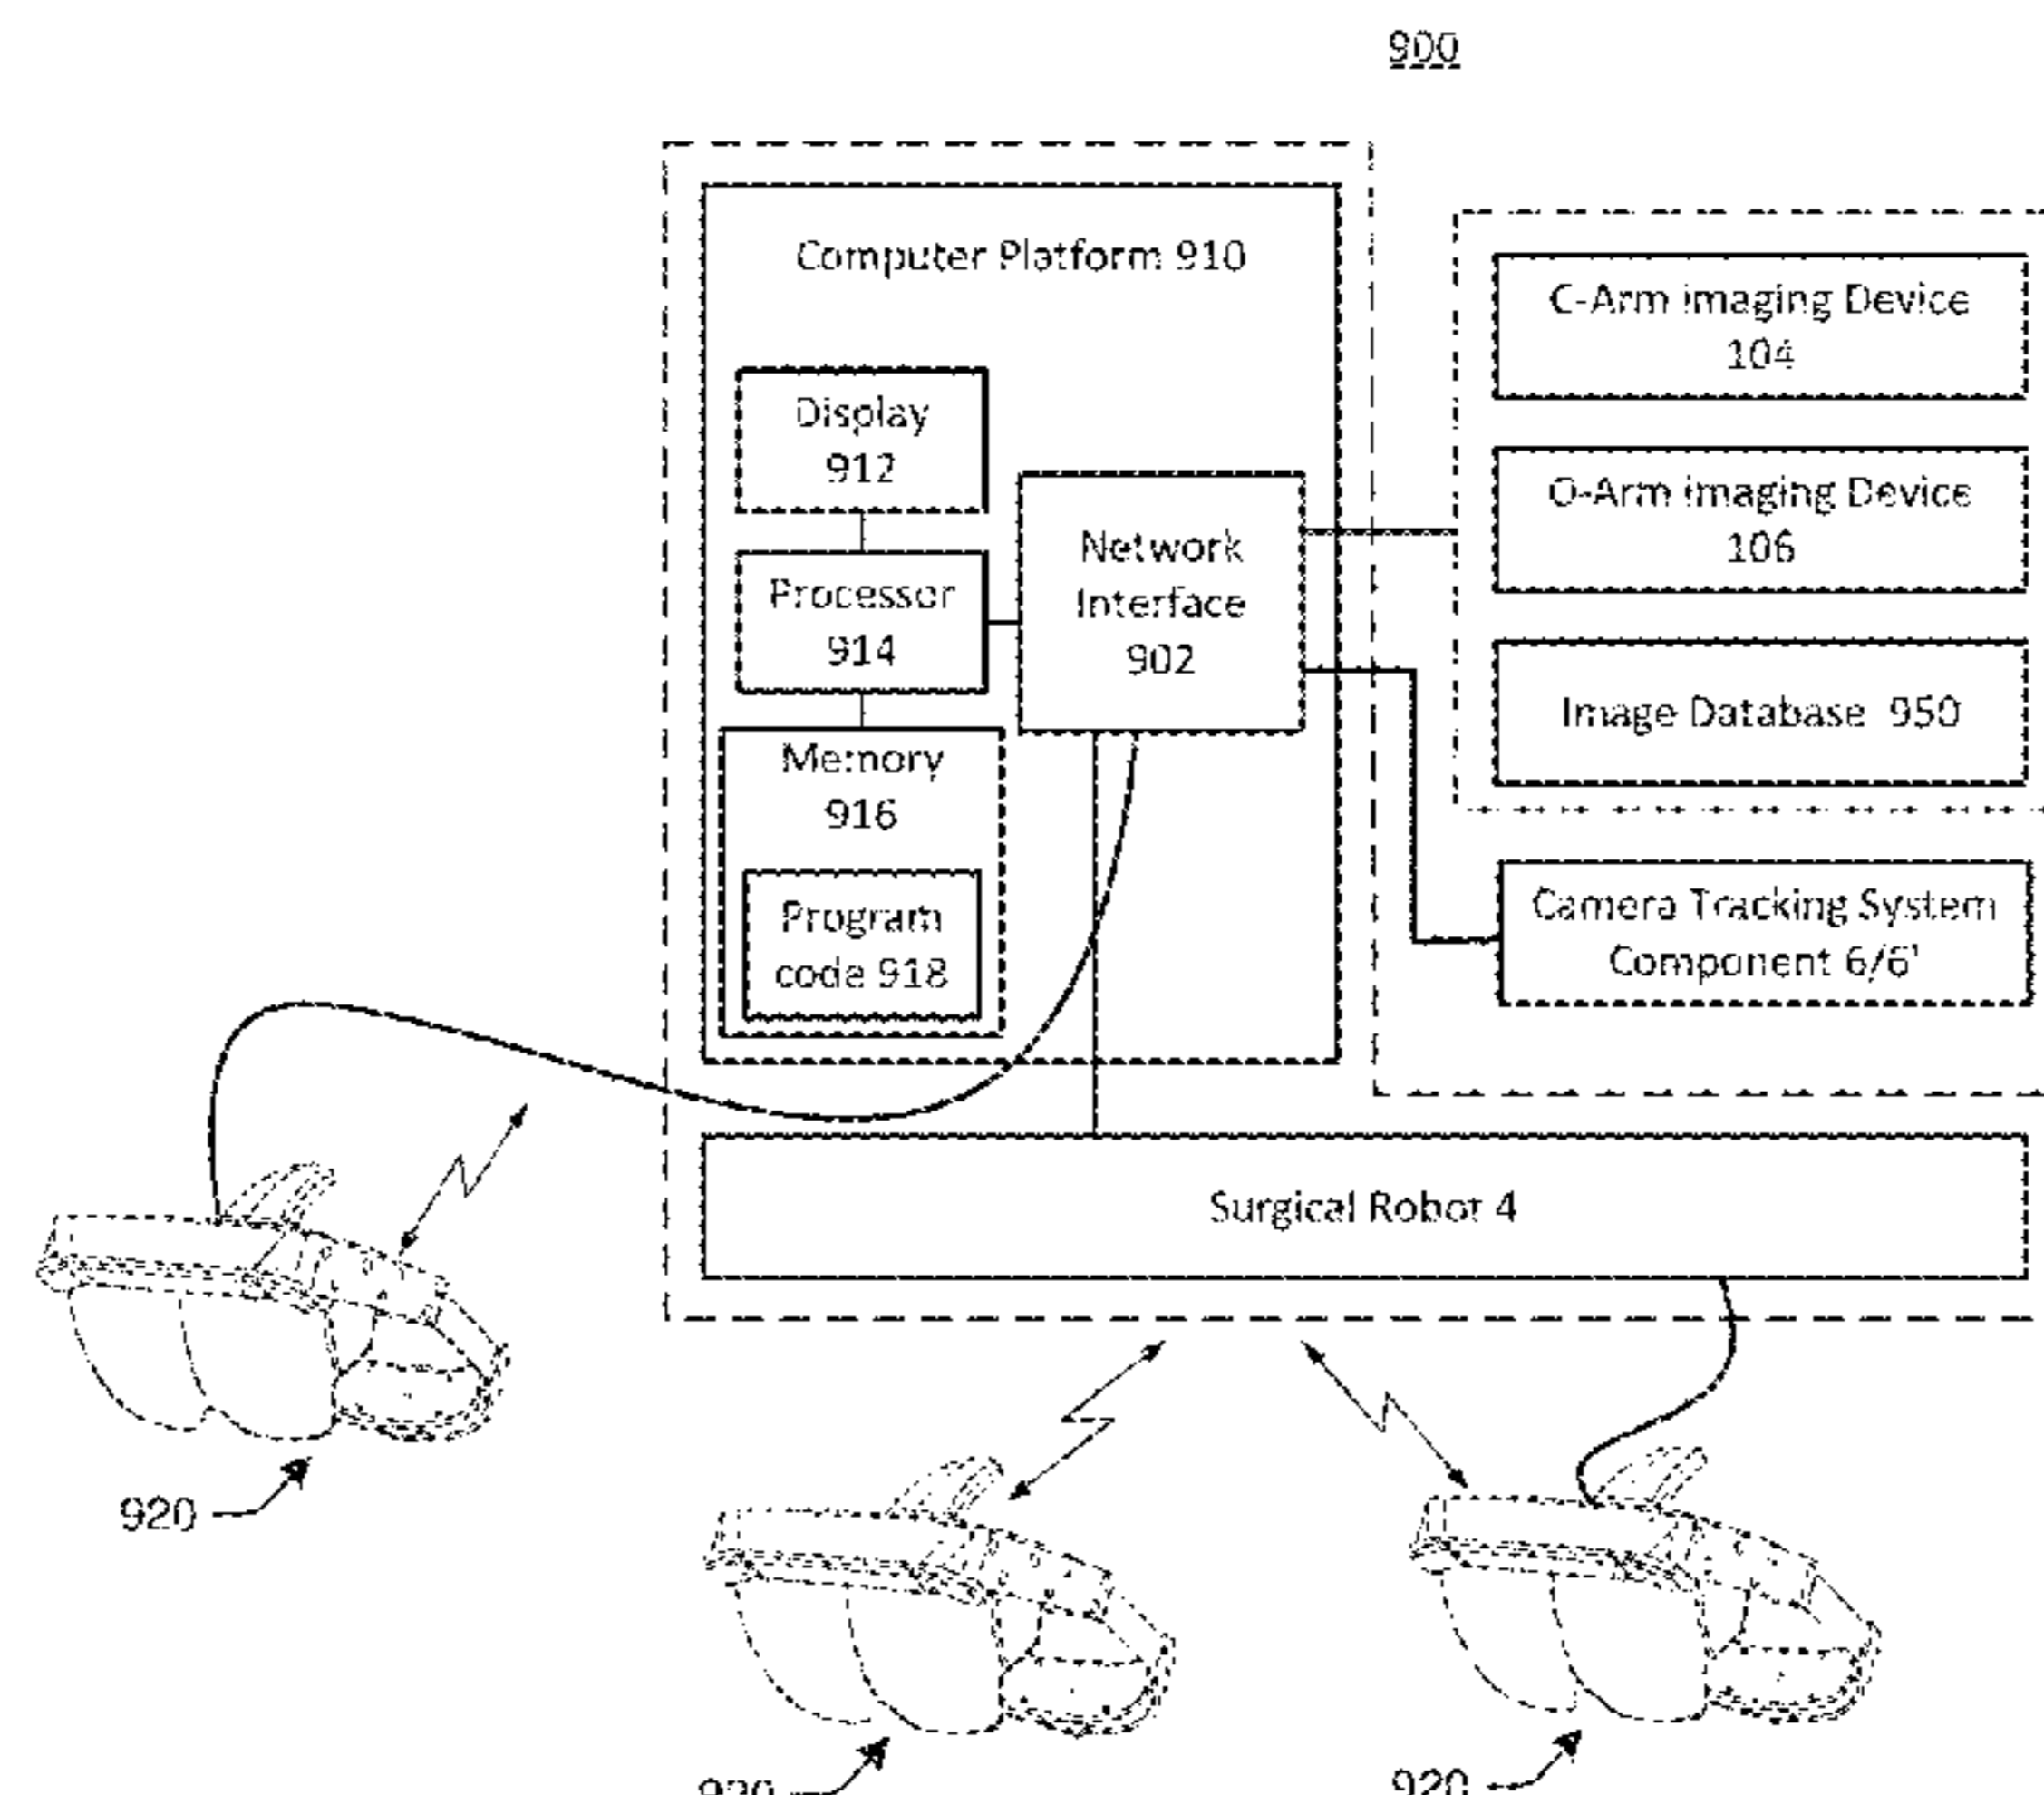 900
Computer Platform 910
Display
912
Processor
914
Memory
916
Program
code 918
Network
Interface
902
C-Arm imaging Device
104
O-Arm imaging Device
106
Image Database 950
Camera Tracking System
Component 6/6'
Surgical Robot 4
920
920
920